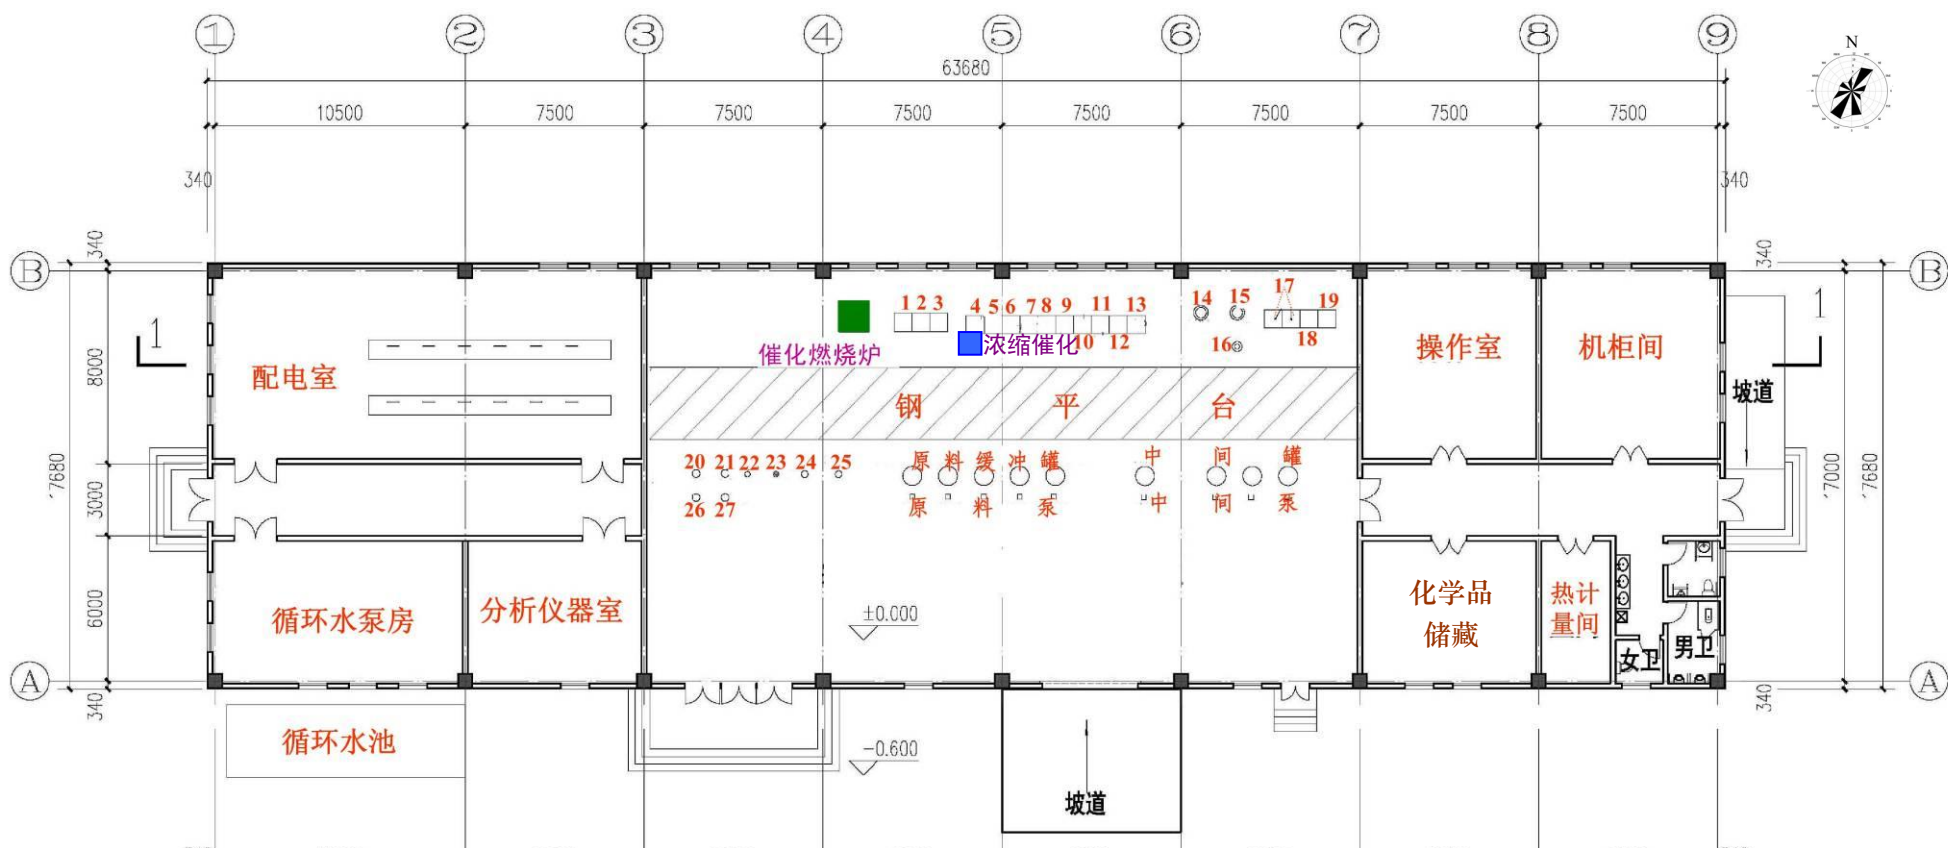 1 2 3 4 5 6 7 8 9
N
63680
10500 7500 7500 7500 7500 7500 7500 7500
340 340
340 340
B B
1 2 3 4 5 6 7 8 9 11 13 14 15 17 19
10 12 16 18
1 1
催化燃烧炉 浓缩催化
操作室 机柜间
配电室
8000
坡道
钢平台
20 21 22 23 24 25
原料缓冲罐 中间罐
26 27
原料泵 中间泵
3000
7680 7000 7680
6000
循环水泵房 分析仪器室
±0.000
化学品
储藏
热计
量间
女卫 男卫
A A
340 340
循环水池
-0.600
坡道